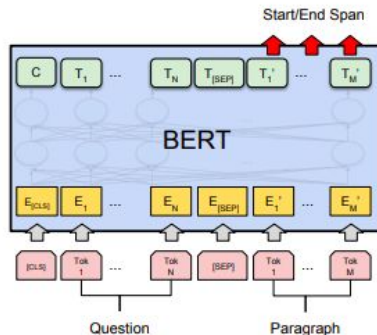 Start/End Span
C T1 ... TN T[SEP] T1' ... TM'
BERT
E[CLS] E1 ... EN E[SEP] E1' ... EM'
[CLS] Tok 1 ... Tok N [SEP] Tok 1 ... Tok M
Question Paragraph